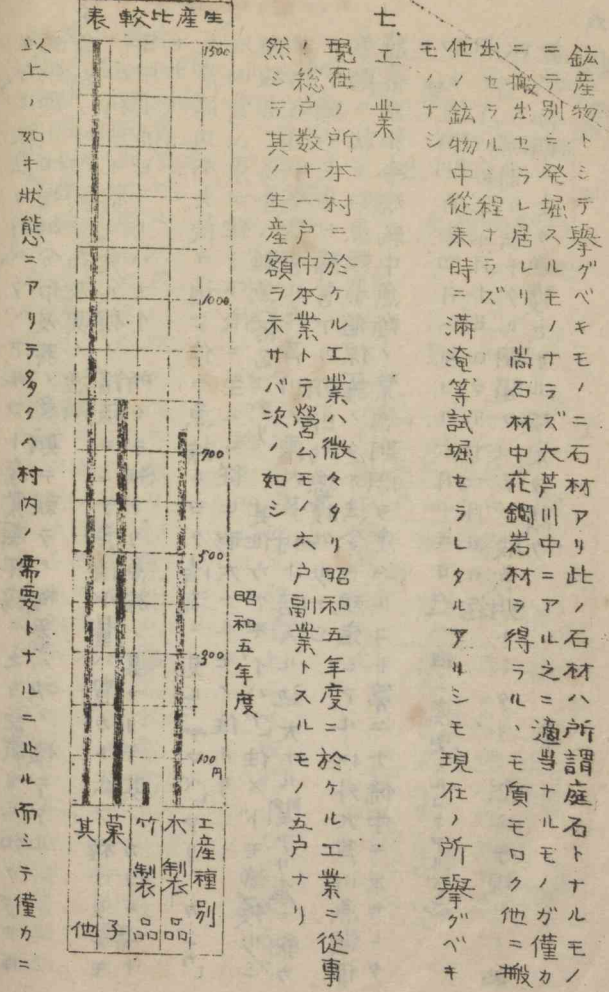 鉱産物トシテ擧グベキモノニ石材アリ此ノ石材ハ所謂庭石トナルモノ
ニテ別ニ発堀スルモノナラズ大芦川中ニアル之ニ適当ナルモノガ僅カ
ニ搬出セラレ居レリ 尚石材中花鋼岩材ヲ得ラルヽモ質モロク他ニ搬
出セラルヽ程ナラズ
他ノ鉱物中従来時ニ満淹等試堀セラレタルアリシモ現在ノ所擧グベキ
モノナシ
七、工業
現在ノ所本村ニ於ケル工業ハ微々タリ昭和五年度ニ於ケル工業ニ従事
ノ総戸数十一戸中本業トテ営ムモノ六戸副業トスルモノ五戸ナリ
然シテ其ノ生産額ヲ示サバ次ノ如シ
昭和五年度
生産比較表
1500
1000
700
500
300
100円
工産種別
木製品
竹製品
菓子
其他
以上ノ如キ状態ニアリテ多クハ村内ノ需要トナルニ止ル而シテ僅カニ